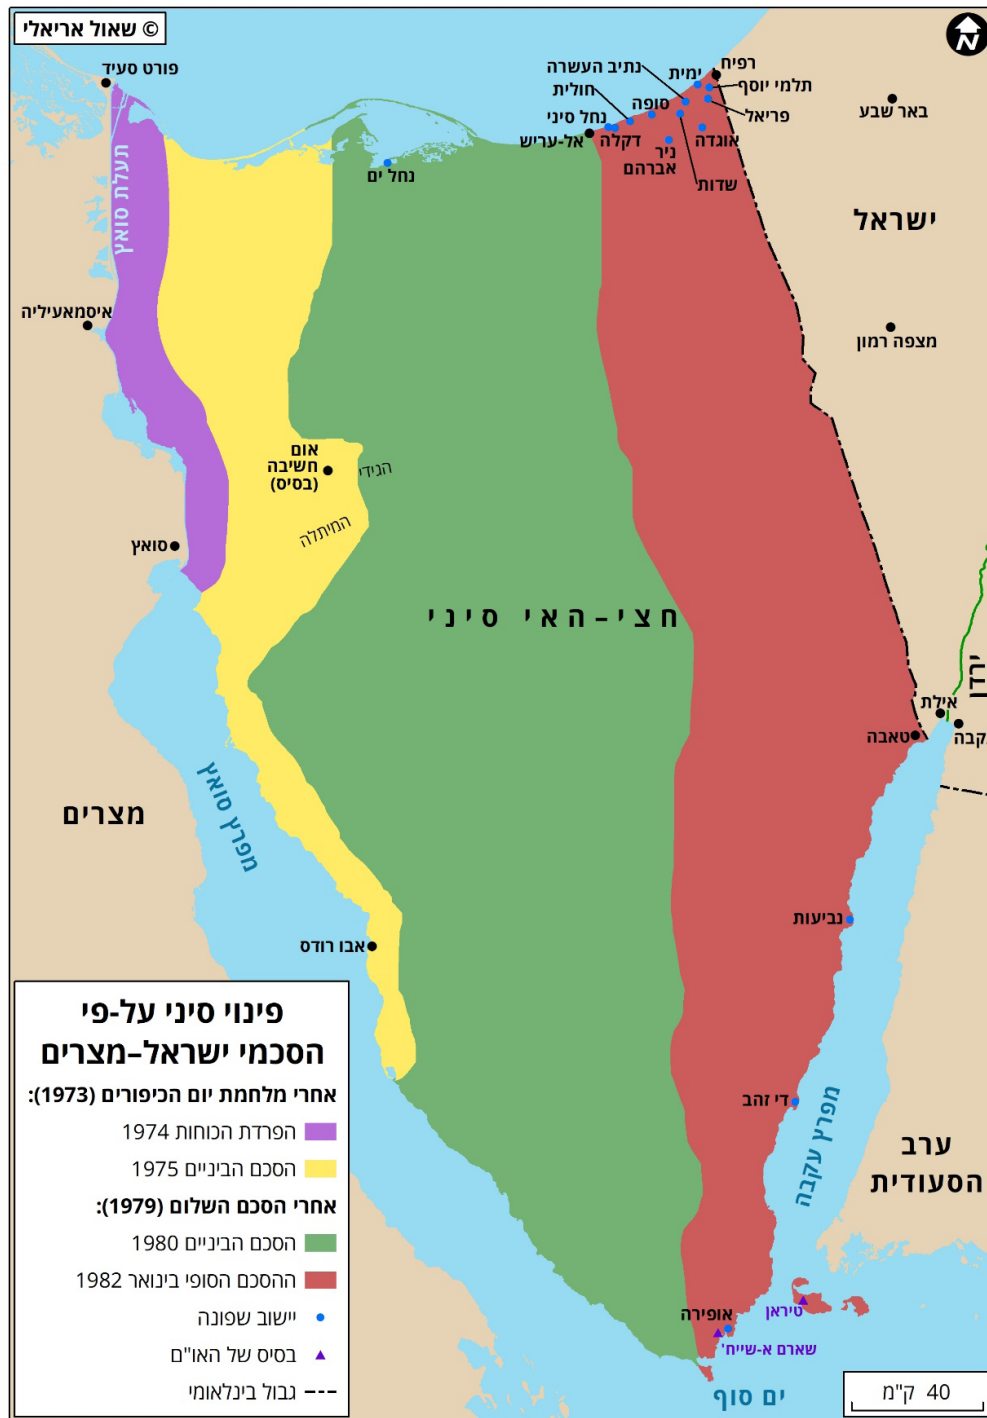 © שאול אריאלי
N
פורט סעיד
תעלת סואץ
איסמאעיליה
סואץ
נחל ים
אל-עריש
נחל סיני
דקלה
חולית
נתיב העשרה
סופה
ימית
רפיח
תלמי יוסף
פריאל
אוגדה
ניר
אברהם
שדות
באר שבע
ישראל
מצפה רמון
אום
חשיבה
(בסיס)
הגידי
המיתלה
חצי-האי סיני
ירדן
אילת
טאבה
מצרים
מפרץ סואץ
אבו רודס
נביעות
די זהב
מפרץ עקבה
ערב
הסעודית
אופירה
טיראן
שארם א-שייח'
ים סוף
40 ק"מ
פינוי סיני על-פי
הסכמי ישראל–מצרים
אחרי מלחמת יום הכיפורים (1973):
הפרדת הכוחות 1974
הסכם הביניים 1975
אחרי הסכם השלום (1979):
הסכם הביניים 1980
ההסכם הסופי בינואר 1982
יישוב שפונה
בסיס של האו"ם
גבול בינלאומי